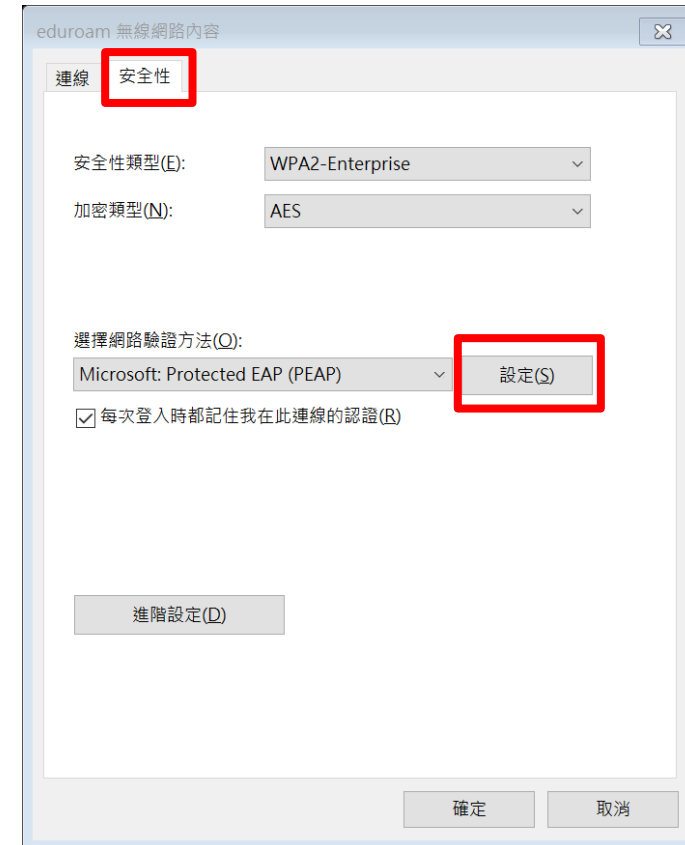 eduroam 無線網路內容
連線 安全性
安全性類型(E): WPA2-Enterprise
加密類型(N): AES
選擇網路驗證方法(O):
Microsoft: Protected EAP (PEAP) 設定(S)
每次登入時都記住我在此連線的認證(R)
進階設定(D)
確定 取消